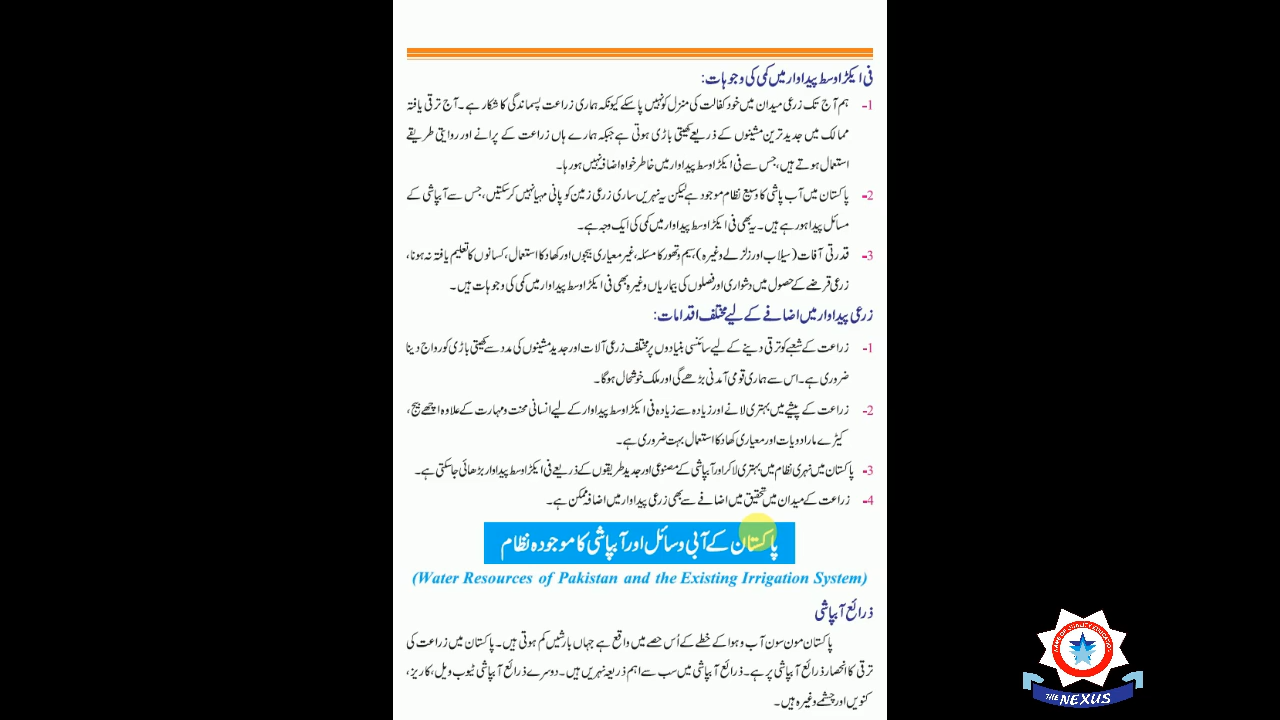 فی ایکڑ اوسط پیداوار میں کمی کی وجوہات:
1- ہم آج تک زرعی میدان میں خود کفالت کی منزل کو نہیں پا سکے کیونکہ ہماری زراعت پسماندگی کا شکار ہے۔ آج ترقی یافتہ
ممالک میں جدید ترین مشینوں کے ذریعے کھیتی باڑی ہوتی ہے جبکہ ہمارے ہاں زراعت کے پرانے اور روایتی طریقے
استعمال ہوتے ہیں، جس سے فی ایکڑ اوسط پیداوار میں خاطر خواہ اضافہ نہیں ہو رہا۔
2- پاکستان میں آب پاشی کا وسیع نظام موجود ہے لیکن یہ نہریں ساری زرعی زمین کو پانی مہیا نہیں کر سکتیں، جس سے آبپاشی کے
مسائل پیدا ہو رہے ہیں۔ یہ بھی فی ایکڑ اوسط پیداوار میں کمی کی ایک وجہ ہے۔
3- قدرتی آفات (سیلاب اور زلزلے وغیرہ)، سیم وتھور کا مسئلہ، غیر معیاری بیجوں اور کھاد کا استعمال، کسانوں کا تعلیم یافتہ نہ ہونا،
زرعی قرضے کے حصول میں دشواری اور فصلوں کی بیماریاں وغیرہ بھی فی ایکڑ اوسط پیداوار میں کمی کی وجوہات ہیں۔
زرعی پیداوار میں اضافے کے لیے مختلف اقدامات:
1- زراعت کے شعبے کو ترقی دینے کے لیے سائنسی بنیادوں پر مختلف زرعی آلات اور جدید مشینوں کی مدد سے کھیتی باڑی کو رواج دینا
ضروری ہے۔ اس سے ہماری قومی آمدنی بڑھے گی اور ملک خوشحال ہوگا۔
2- زراعت کے پیشے میں بہتری لانے اور زیادہ سے زیادہ فی ایکڑ اوسط پیداوار کے لیے انسانی محنت و مہارت کے علاوہ اچھے بیج،
کیڑے مار ادویات اور معیاری کھاد کا استعمال بہت ضروری ہے۔
3- پاکستان میں نہری نظام میں بہتری لا کر اور آبپاشی کے مصنوعی اور جدید طریقوں کے ذریعے فی ایکڑ اوسط پیداوار بڑھائی جا سکتی ہے۔
4- زراعت کے میدان میں تحقیق میں اضافے سے بھی زرعی پیداوار میں اضافہ ممکن ہے۔
پاکستان کے آبی وسائل اور آبپاشی کا موجودہ نظام
(Water Resources of Pakistan and the Existing Irrigation System)
ذرائع آبپاشی
پاکستان مون سون آب و ہوا کے خطے کے اُس حصے میں واقع ہے جہاں بارشیں کم ہوتی ہیں۔ پاکستان میں زراعت کی
ترقی کا انحصار ذرائع آبپاشی پر ہے۔ ذرائع آبپاشی میں سب سے اہم ذریعہ نہریں ہیں۔ دوسرے ذرائع آبپاشی ٹیوب ویل، کاریز،
کنویں اور چشمے وغیرہ ہیں۔
THE NEXUS